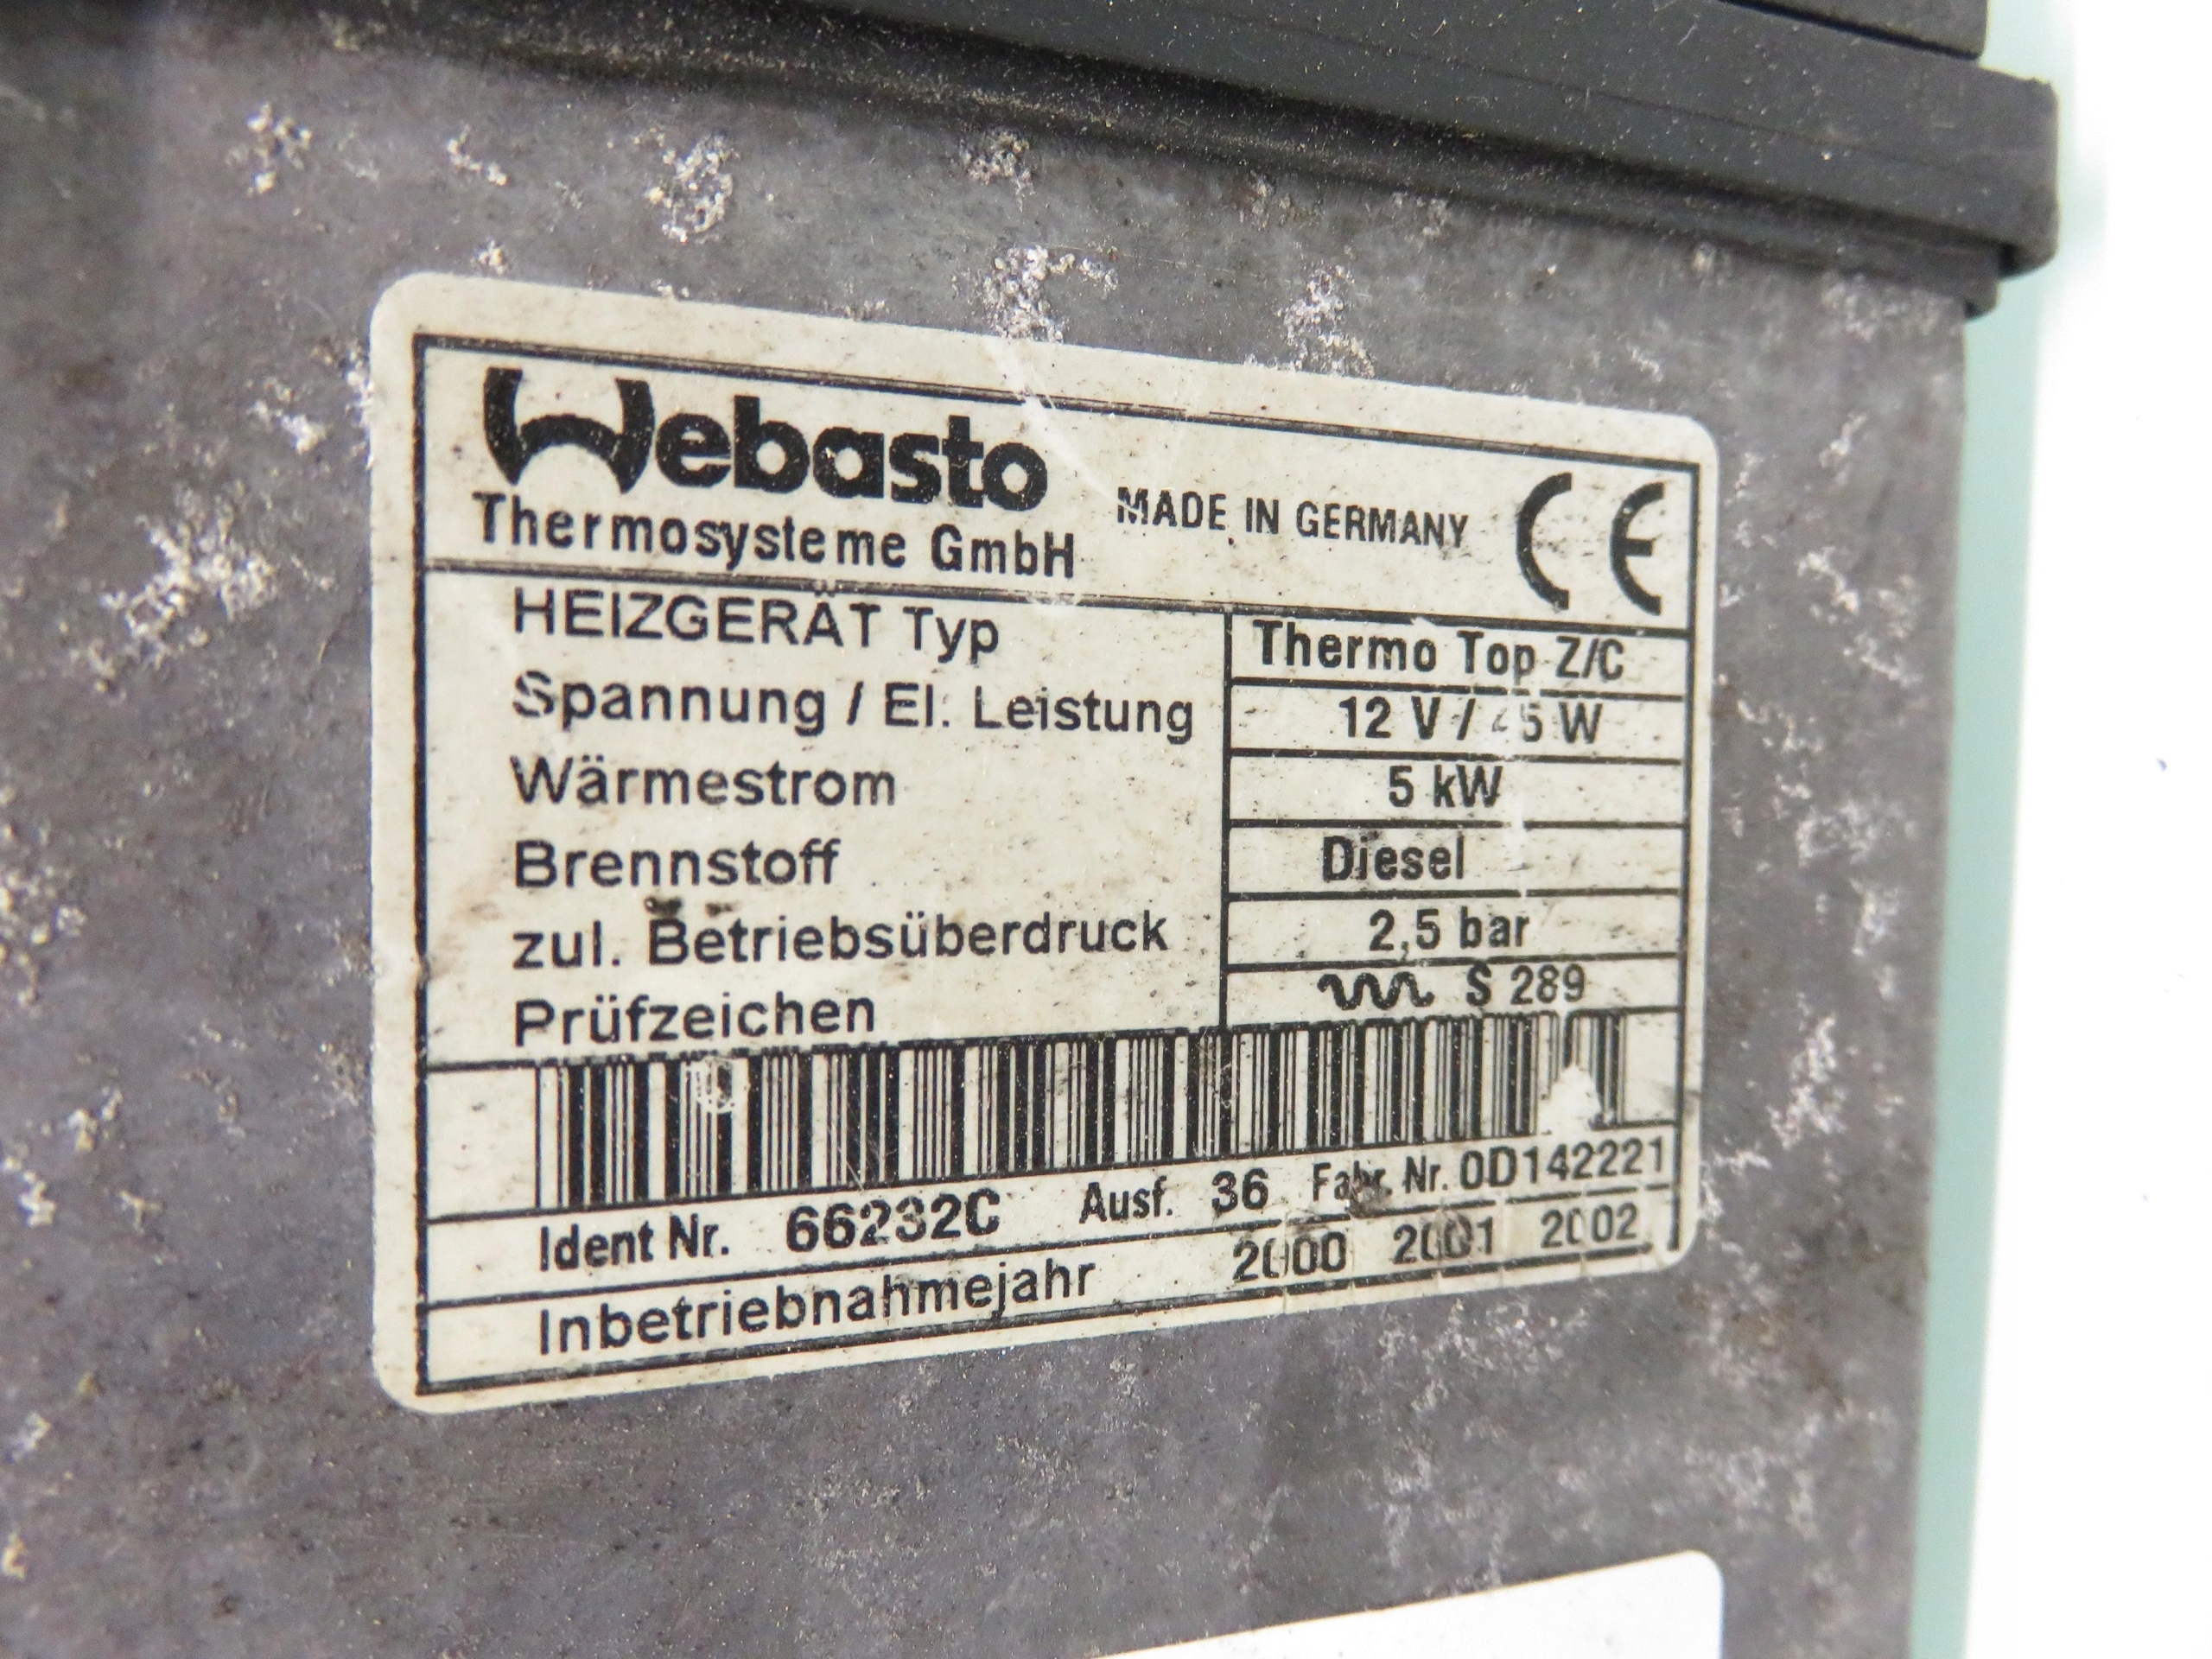 Webasto
Thermosysteme GmbH
MADE IN GERMANY CE
HEIZGERÄT Typ Thermo Top Z/C
Spannung / El. Leistung 12 V / 45 W
Wärmestrom 5 kW
Brennstoff Diesel
zul. Betriebsüberdruck 2,5 bar
Prüfzeichen S 289
Ident Nr. 66232C Ausf. 36 Fabr. Nr. 0D142221
Inbetriebnahmejahr 2000 2001 2002